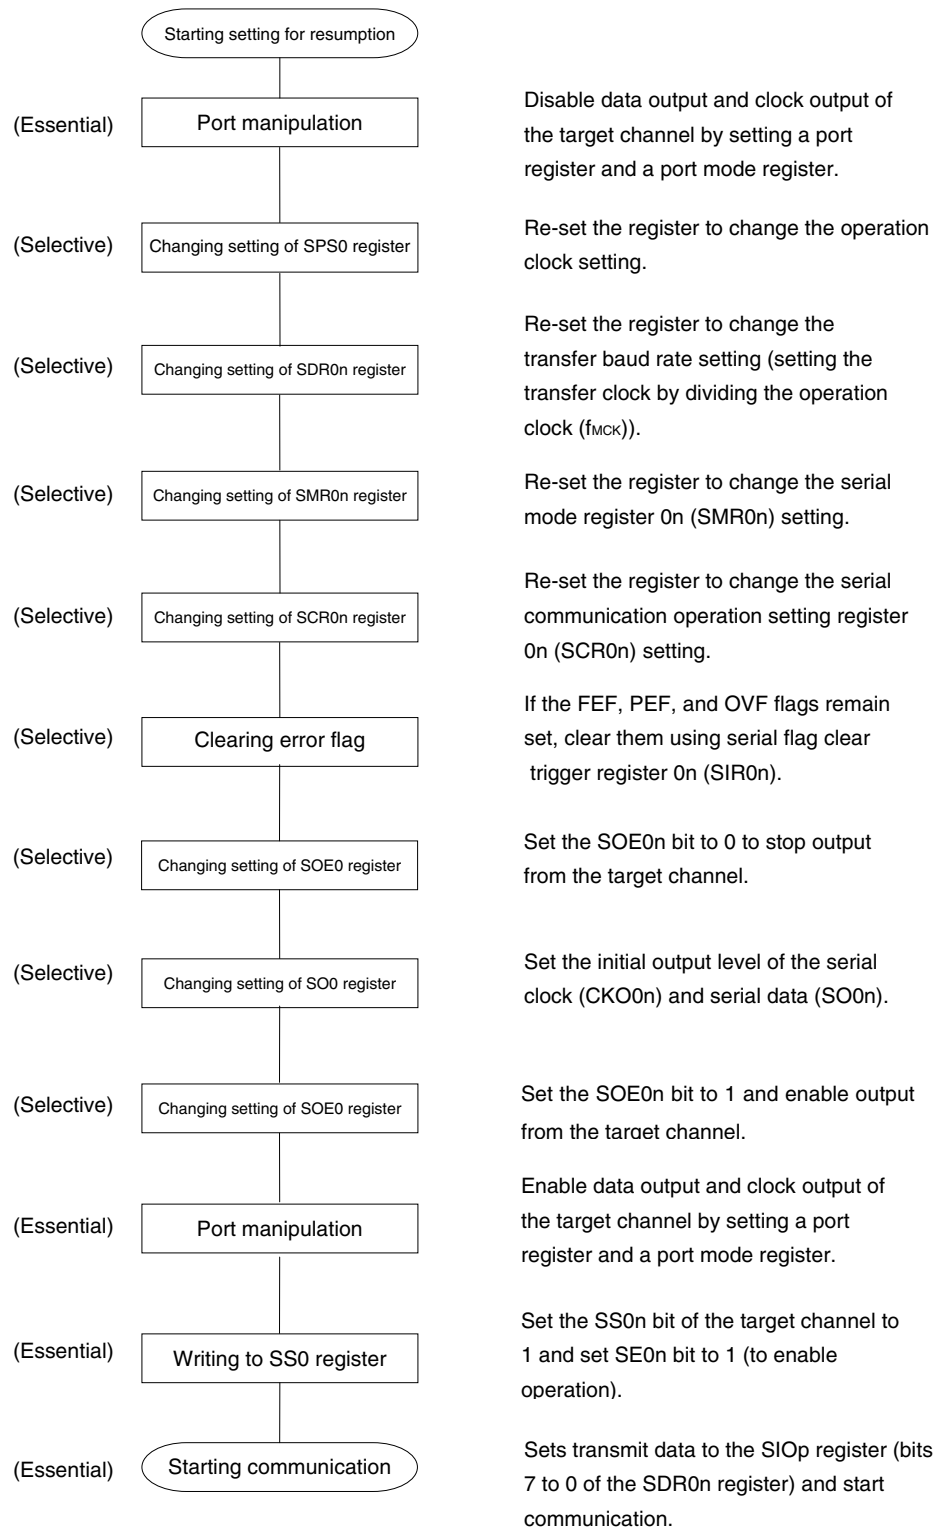 Starting setting for resumption
(Essential)
Port manipulation
Disable data output and clock output of
the target channel by setting a port
register and a port mode register.
(Selective)
Changing setting of SPS0 register
Re-set the register to change the operation
clock setting.
(Selective)
Changing setting of SDR0n register
Re-set the register to change the
transfer baud rate setting (setting the
transfer clock by dividing the operation
clock (fMCK)).
(Selective)
Changing setting of SMR0n register
Re-set the register to change the serial
mode register 0n (SMR0n) setting.
(Selective)
Changing setting of SCR0n register
Re-set the register to change the serial
communication operation setting register
0n (SCR0n) setting.
(Selective)
Clearing error flag
If the FEF, PEF, and OVF flags remain
set, clear them using serial flag clear
trigger register 0n (SIR0n).
(Selective)
Changing setting of SOE0 register
Set the SOE0n bit to 0 to stop output
from the target channel.
(Selective)
Changing setting of SO0 register
Set the initial output level of the serial
clock (CKO0n) and serial data (SO0n).
(Selective)
Changing setting of SOE0 register
Set the SOE0n bit to 1 and enable output
from the target channel.
(Essential)
Port manipulation
Enable data output and clock output of
the target channel by setting a port
register and a port mode register.
(Essential)
Writing to SS0 register
Set the SS0n bit of the target channel to
1 and set SE0n bit to 1 (to enable
operation).
(Essential)
Starting communication
Sets transmit data to the SIOp register (bits
7 to 0 of the SDR0n register) and start
communication.